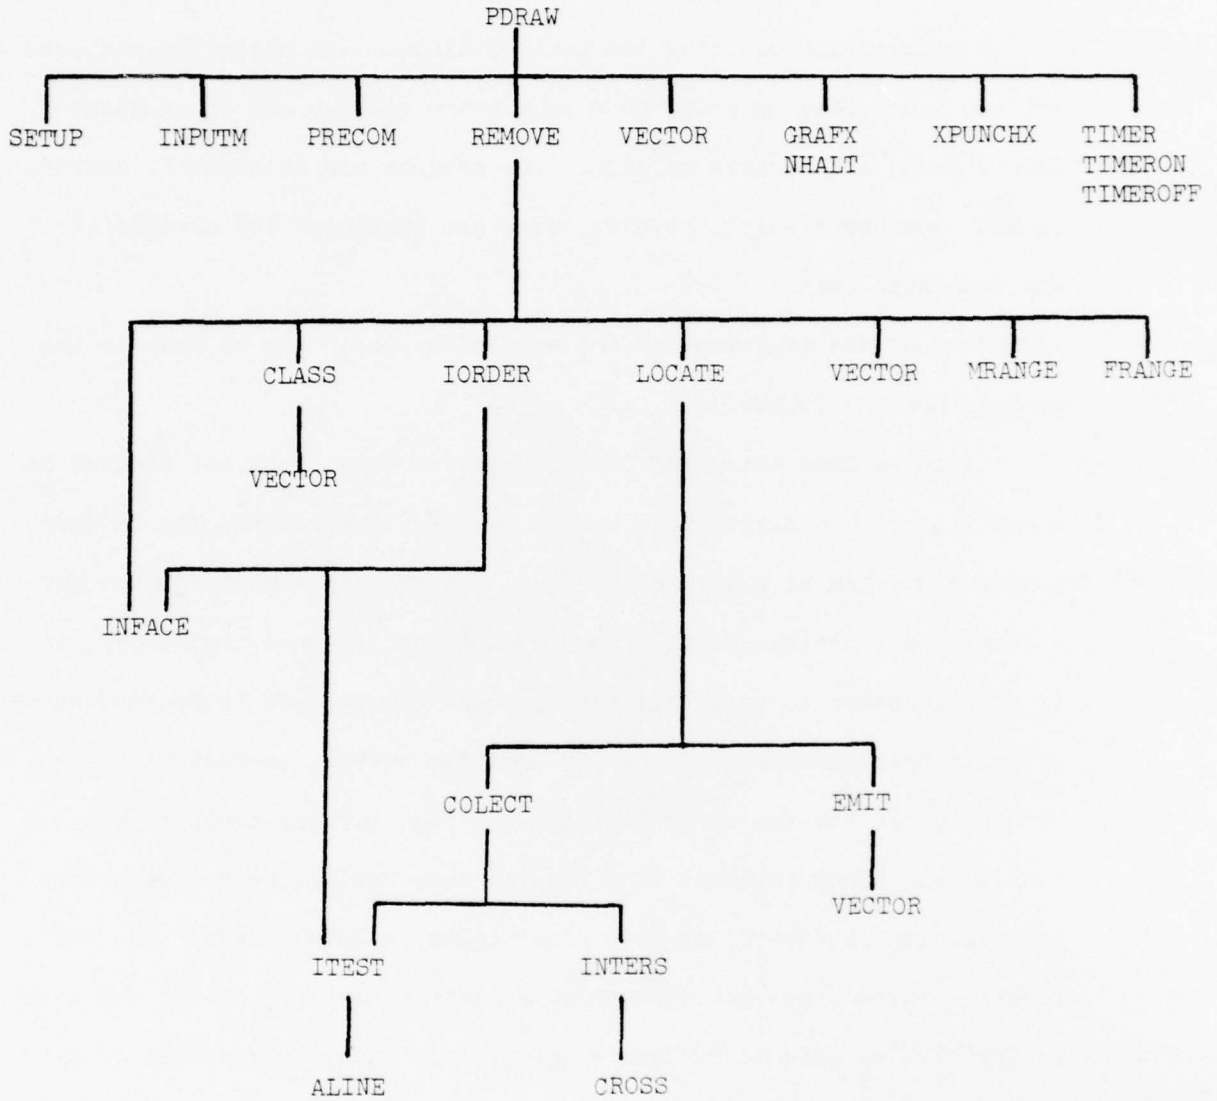 PDRAW
SETUP INPUTM PRECOM REMOVE VECTOR GRAFX XPUNCHX TIMER
NHALT TIMERON
TIMEROFF
CLASS IORDER LOCATE VECTOR MRANGE FRANGE
VECTOR
INFACE
COLECT EMIT
VECTOR
ITEST INTERS
ALINE CROSS